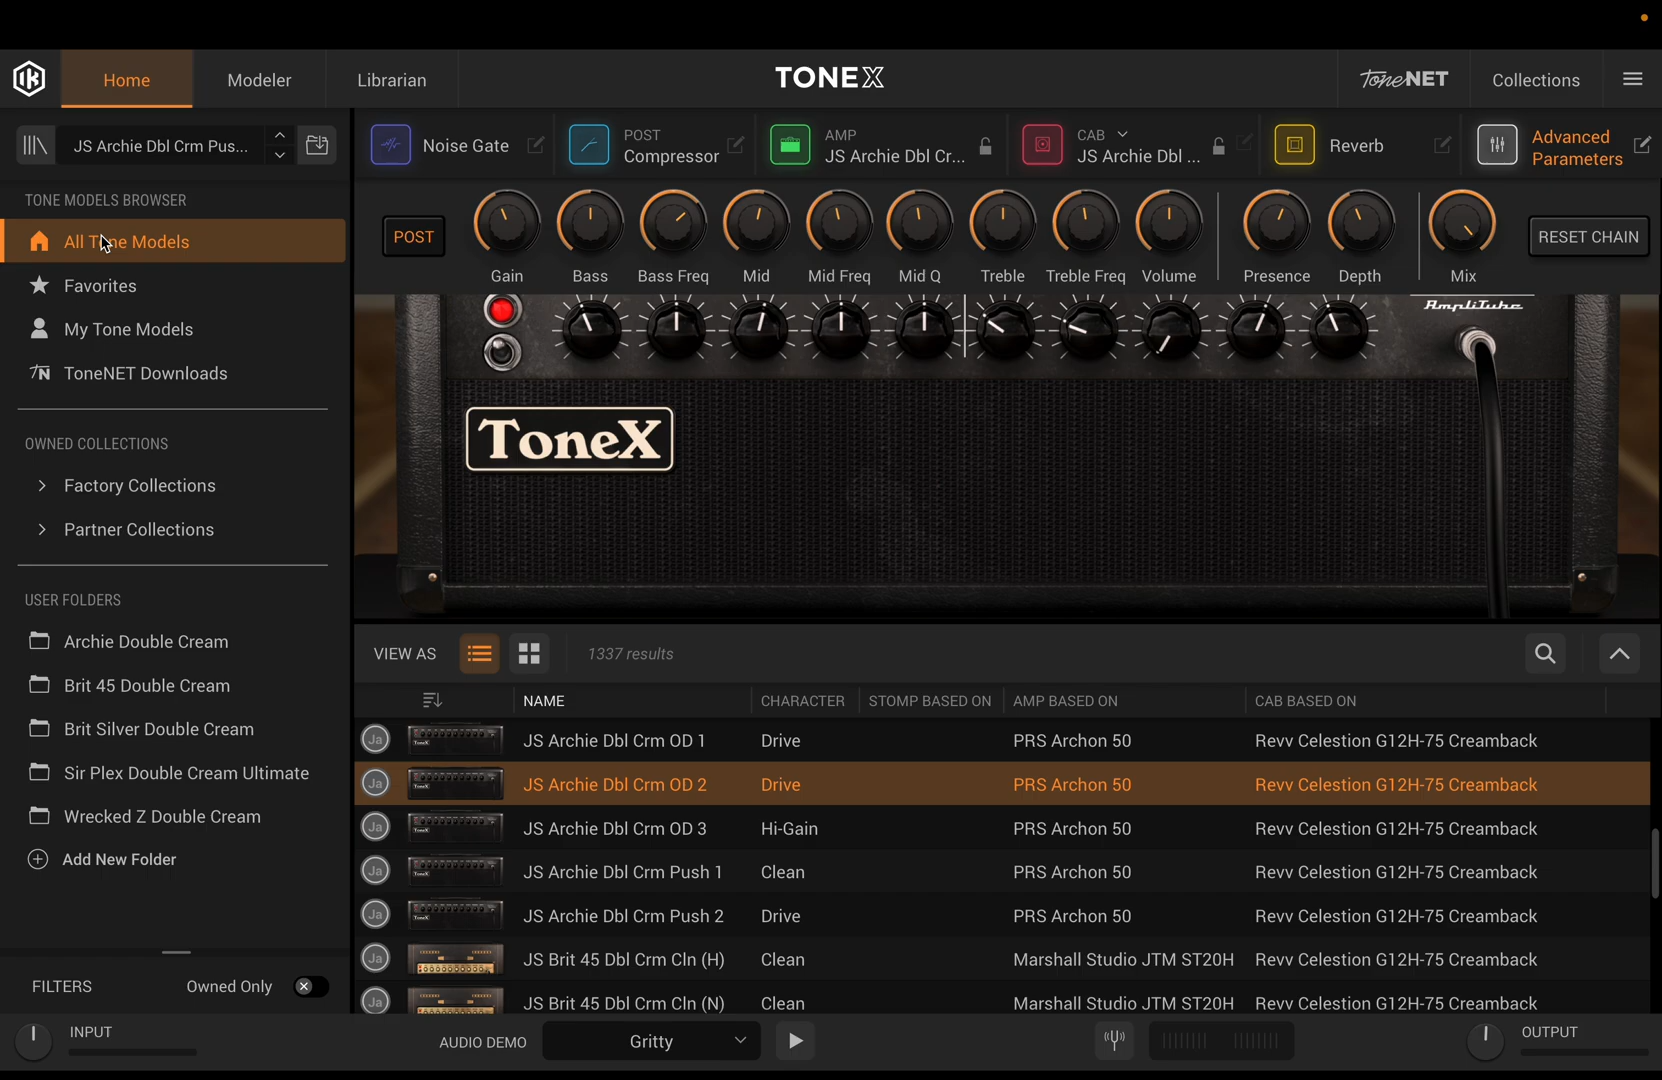 Home
Modeler
Librarian
TONEX
ToneNET
Collections
JS Archie Dbl Crm Pus...
Noise Gate
POST
Compressor
AMP
JS Archie Dbl Cr...
CAB
JS Archie Dbl ...
Reverb
Advanced
Parameters
TONE MODELS BROWSER
All Tone Models
Favorites
My Tone Models
ToneNET Downloads
OWNED COLLECTIONS
Factory Collections
Partner Collections
USER FOLDERS
Archie Double Cream
Brit 45 Double Cream
Brit Silver Double Cream
Sir Plex Double Cream Ultimate
Wrecked Z Double Cream
Add New Folder
FILTERS
Owned Only
POST
Gain
Bass
Bass Freq
Mid
Mid Freq
Mid Q
Treble
Treble Freq
Volume
Presence
Depth
Mix
RESET CHAIN
AmpliTube
ToneX
VIEW AS
1337 results
NAME CHARACTER STOMP BASED ON AMP BASED ON CAB BASED ON
Ja JS Archie Dbl Crm OD 1 Drive PRS Archon 50 Revv Celestion G12H-75 Creamback
Ja JS Archie Dbl Crm OD 2 Drive PRS Archon 50 Revv Celestion G12H-75 Creamback
Ja JS Archie Dbl Crm OD 3 Hi-Gain PRS Archon 50 Revv Celestion G12H-75 Creamback
Ja JS Archie Dbl Crm Push 1 Clean PRS Archon 50 Revv Celestion G12H-75 Creamback
Ja JS Archie Dbl Crm Push 2 Drive PRS Archon 50 Revv Celestion G12H-75 Creamback
Ja JS Brit 45 Dbl Crm Cln (H) Clean Marshall Studio JTM ST20H Revv Celestion G12H-75 Creamback
Ja JS Brit 45 Dbl Crm Cln (N) Clean Marshall Studio JTM ST20H Revv Celestion G12H-75 Creamback
INPUT
AUDIO DEMO
Gritty
OUTPUT